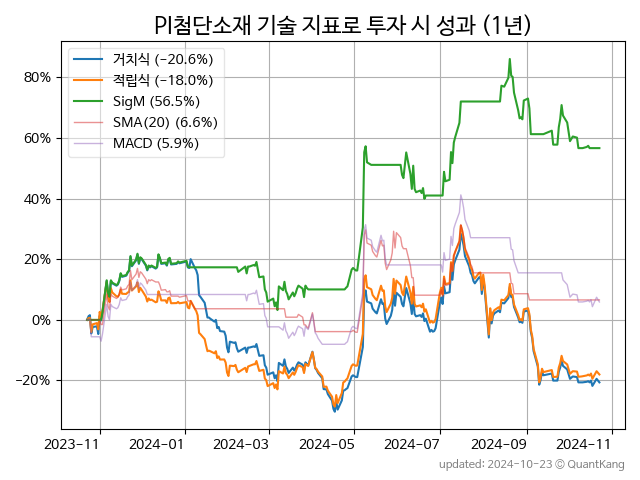 PI첨단소재 기술 지표로 투자 시 성과 (1년)
거치식 (−20.6%)
적립식 (−18.0%)
SigM (56.5%)
SMA(20) (6.6%)
MACD (5.9%)
80%
60%
40%
20%
0%
−20%
2023-11 2024-01 2024-03 2024-05 2024-07 2024-09 2024-11
updated: 2024-10-23 © QuantKang